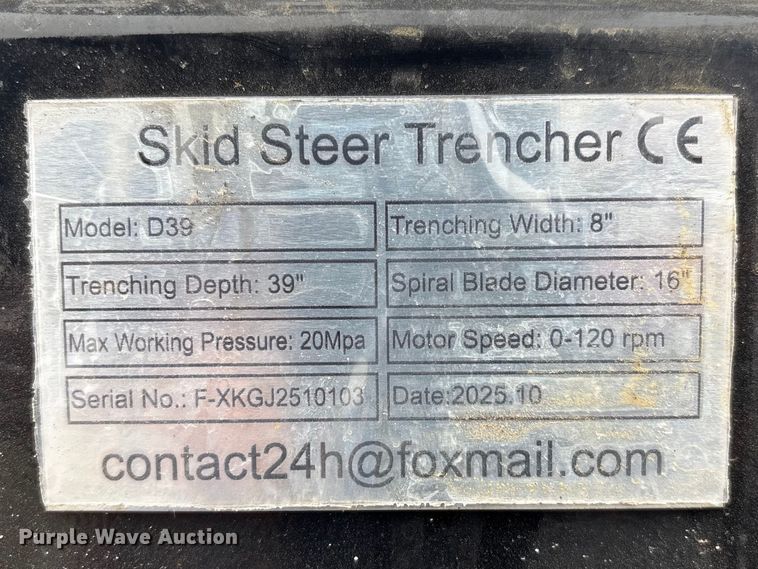 Skid Steer Trencher CE
Model: D39
Trenching Width: 8"
Trenching Depth: 39"
Spiral Blade Diameter: 16"
Max Working Pressure: 20Mpa
Motor Speed: 0-120 rpm
Serial No.: F-XKGJ2510103
Date:2025.10
contact24h@foxmail.com
Purple Wave Auction